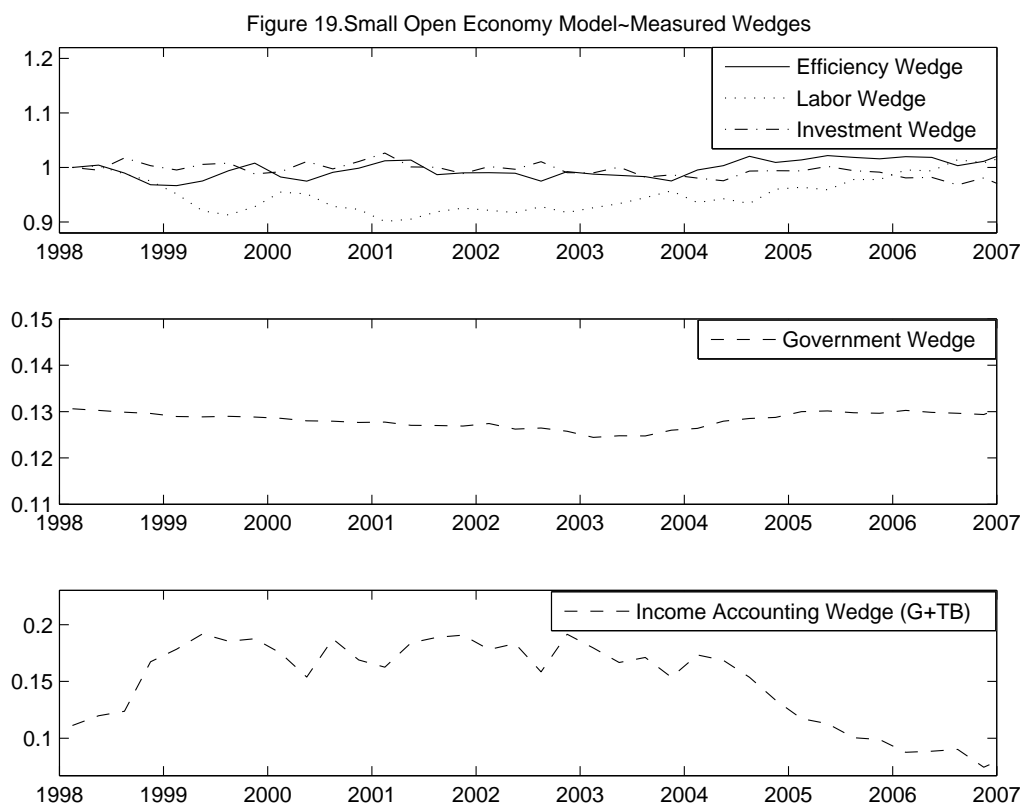 Figure 19.Small Open Economy Model~Measured Wedges
1.2
1.1
1
0.9
Efficiency Wedge
Labor Wedge
Investment Wedge
1998 1999 2000 2001 2002 2003 2004 2005 2006 2007
0.15
0.14
0.13
0.12
0.11
Government Wedge
1998 1999 2000 2001 2002 2003 2004 2005 2006 2007
0.2
0.15
0.1
Income Accounting Wedge (G+TB)
1998 1999 2000 2001 2002 2003 2004 2005 2006 2007